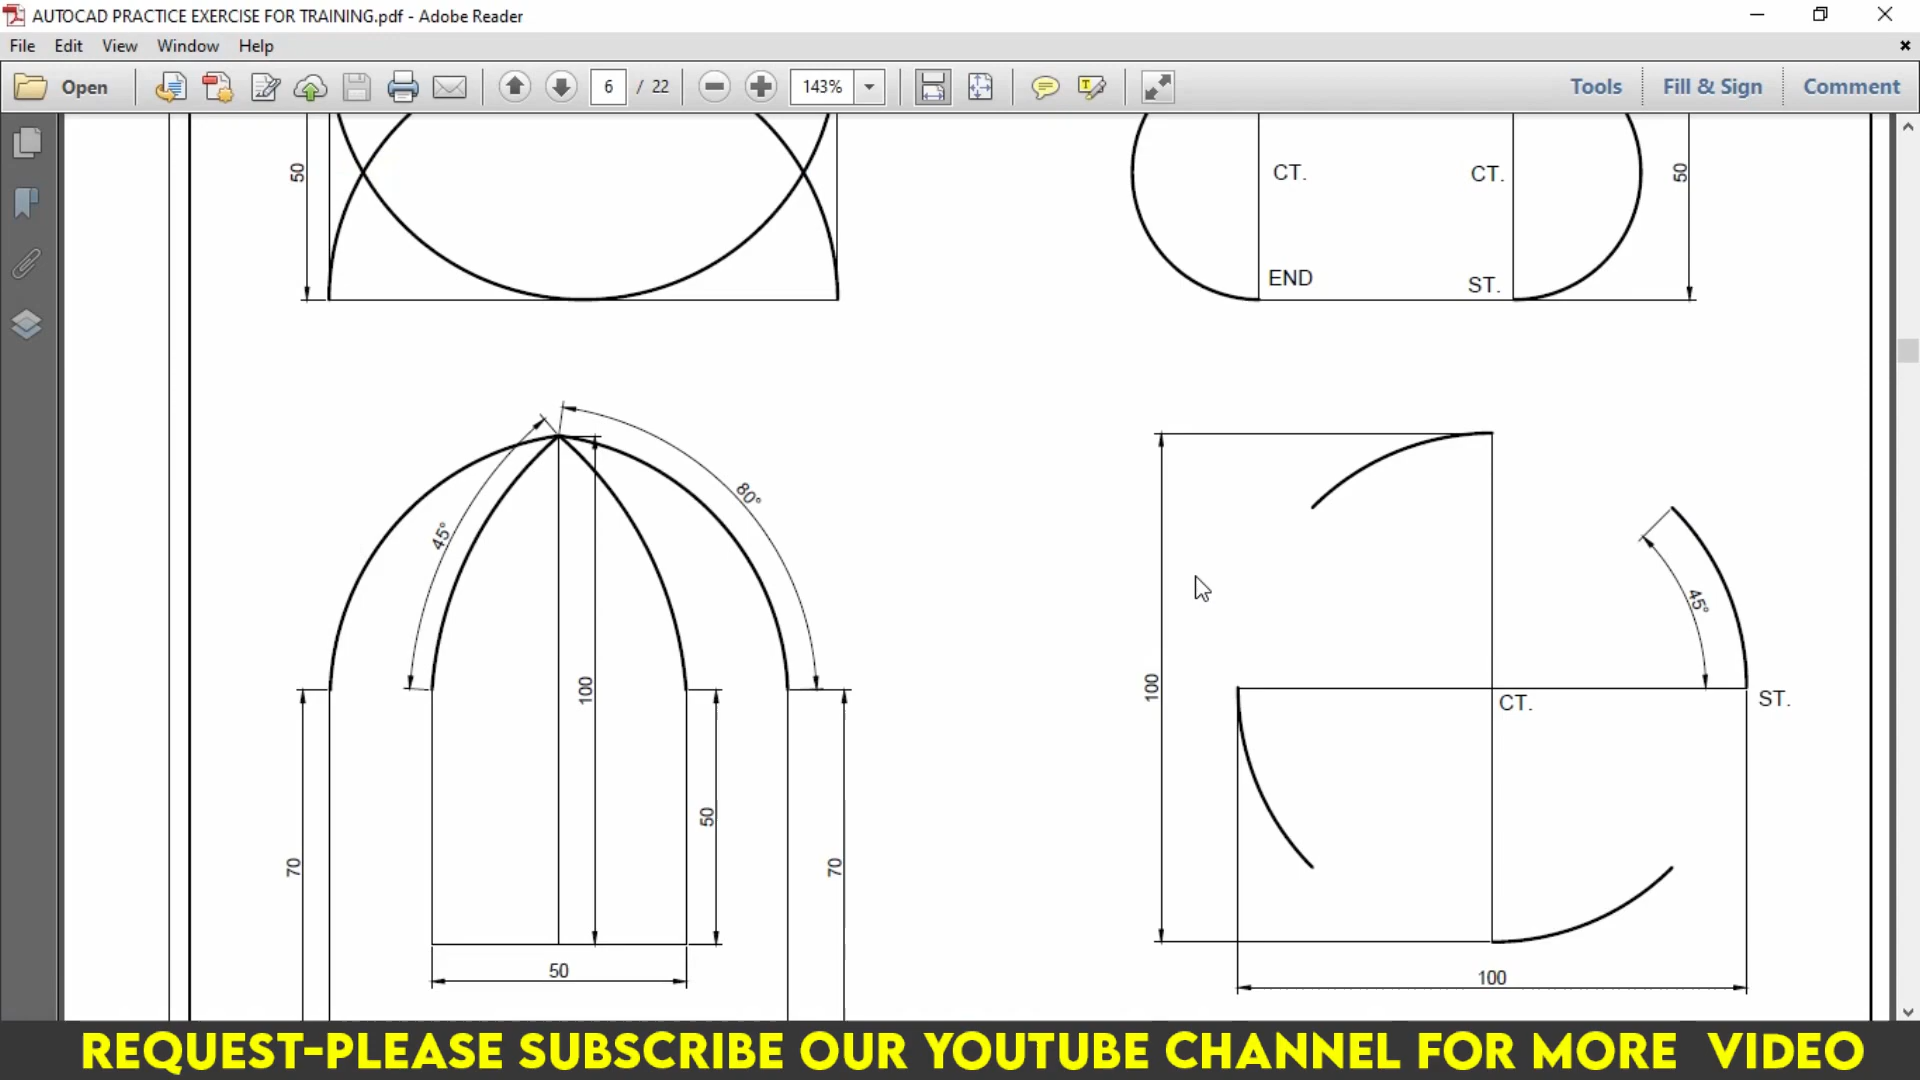 AUTOCAD PRACTICE EXERCISE FOR TRAINING.pdf - Adobe Reader
File Edit View Window Help
Open 6 / 22 143% Tools Fill & Sign Comment
50 CT. CT. 50
END ST.
80°
45°
45°
100 100 CT. ST.
50
70 70
50 100
REQUEST-PLEASE SUBSCRIBE OUR YOUTUBE CHANNEL FOR MORE VIDEO